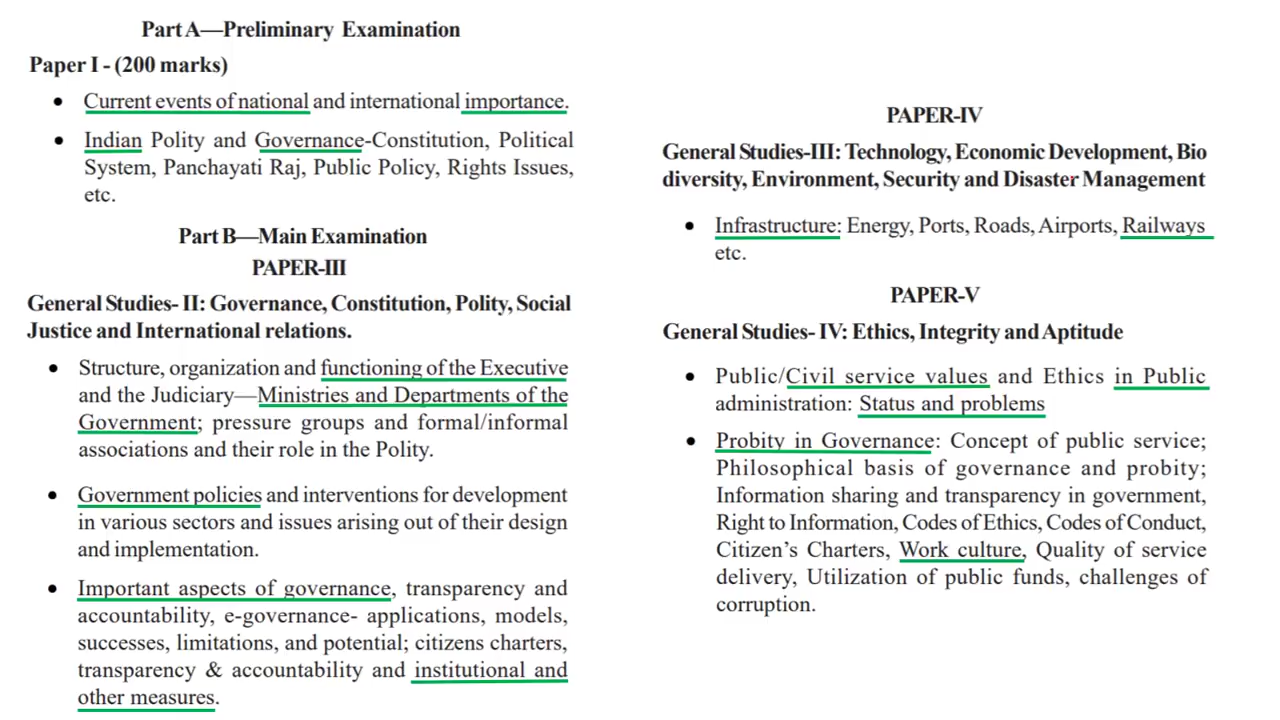 Part A—Preliminary Examination
Paper I - (200 marks)
• Current events of national and international importance.
• Indian Polity and Governance-Constitution, Political
System, Panchayati Raj, Public Policy, Rights Issues,
etc.
Part B—Main Examination
PAPER-III
General Studies- II: Governance, Constitution, Polity, Social
Justice and International relations.
• Structure, organization and functioning of the Executive
and the Judiciary—Ministries and Departments of the
Government; pressure groups and formal/informal
associations and their role in the Polity.
• Government policies and interventions for development
in various sectors and issues arising out of their design
and implementation.
• Important aspects of governance, transparency and
accountability, e-governance- applications, models,
successes, limitations, and potential; citizens charters,
transparency & accountability and institutional and
other measures.
PAPER-IV
General Studies-III: Technology, Economic Development, Bio
diversity, Environment, Security and Disaster Management
• Infrastructure: Energy, Ports, Roads, Airports, Railways
etc.
PAPER-V
General Studies- IV: Ethics, Integrity and Aptitude
• Public/Civil service values and Ethics in Public
administration: Status and problems
• Probity in Governance: Concept of public service;
Philosophical basis of governance and probity;
Information sharing and transparency in government,
Right to Information, Codes of Ethics, Codes of Conduct,
Citizen's Charters, Work culture, Quality of service
delivery, Utilization of public funds, challenges of
corruption.